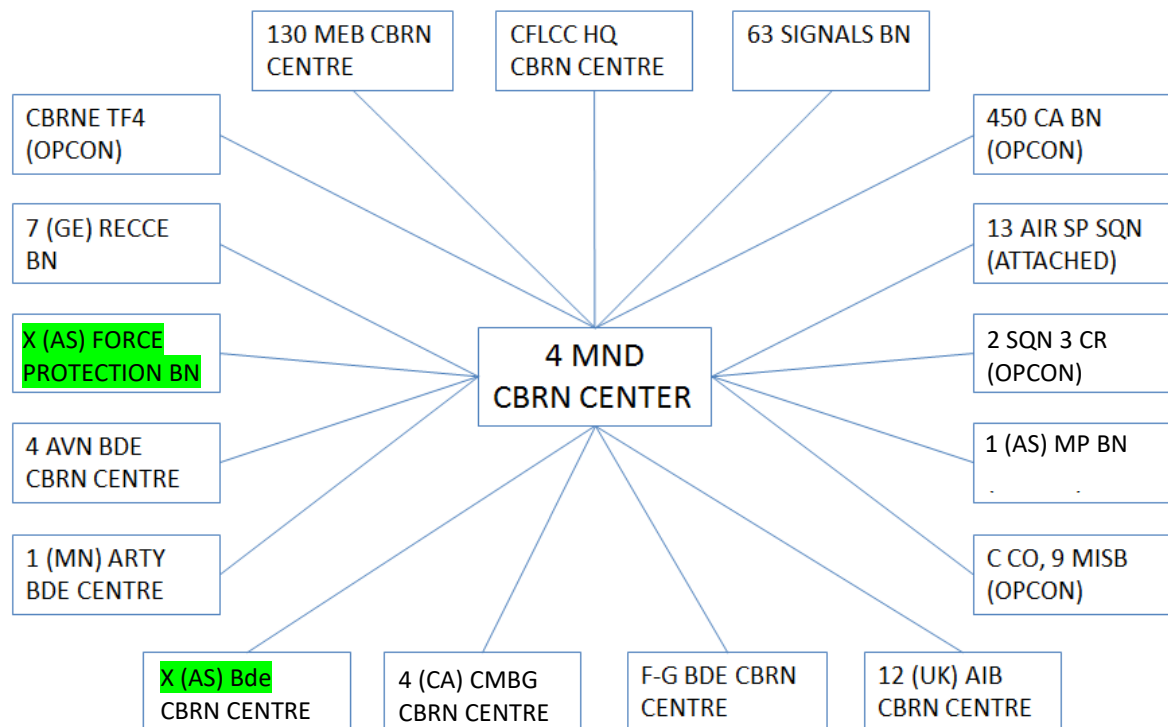 130 MEB CBRN
CENTRE
CFLCC HQ
CBRN CENTRE
63 SIGNALS BN
CBRNE TF4
(OPCON)
450 CA BN
(OPCON)
7 (GE) RECCE
BN
13 AIR SP SQN
(ATTACHED)
X (AS) FORCE
PROTECTION BN
4 MND
CBRN CENTER
2 SQN 3 CR
(OPCON)
4 AVN BDE
CBRN CENTRE
1 (AS) MP BN
1 (MN) ARTY
BDE CENTRE
C CO, 9 MISB
(OPCON)
X (AS) Bde
CBRN CENTRE
4 (CA) CMBG
CBRN CENTRE
F-G BDE CBRN
CENTRE
12 (UK) AIB
CBRN CENTRE